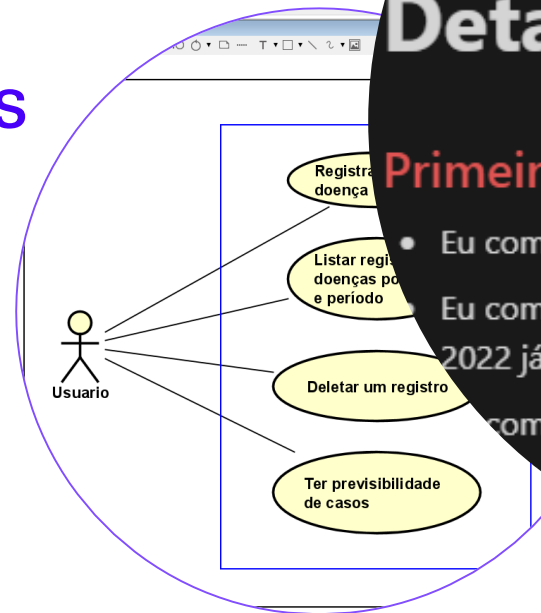 S
Deta
Primeir
Eu com
Eu com
2022 já
com
Registra
doença
Listar regis
doenças po
e período
Deletar um registro
Ter previsibilidade
de casos
Usuario